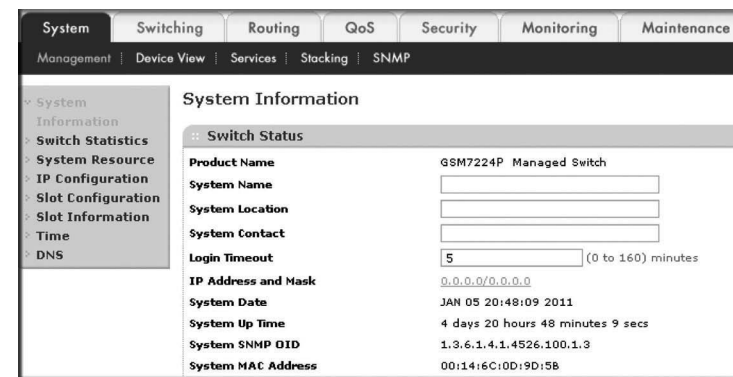 System Switching Routing QoS Security Monitoring Maintenance
Management Device View Services Stacking SNMP
System Information
Switch Statistics
System Resource
IP Configuration
Slot Configuration
Slot Information
Time
DNS
System Information
Switch Status
Product Name GSM7224P Managed Switch
System Name
System Location
System Contact
Login Timeout 5 (0 to 160) minutes
IP Address and Mask 0.0.0.0/0.0.0.0
System Date JAN 05 20:48:09 2011
System Up Time 4 days 20 hours 48 minutes 9 secs
System SNMP OID 1.3.6.1.4.1.4526.100.1.3
System MAC Address 00:14:6C:0D:9D:5B